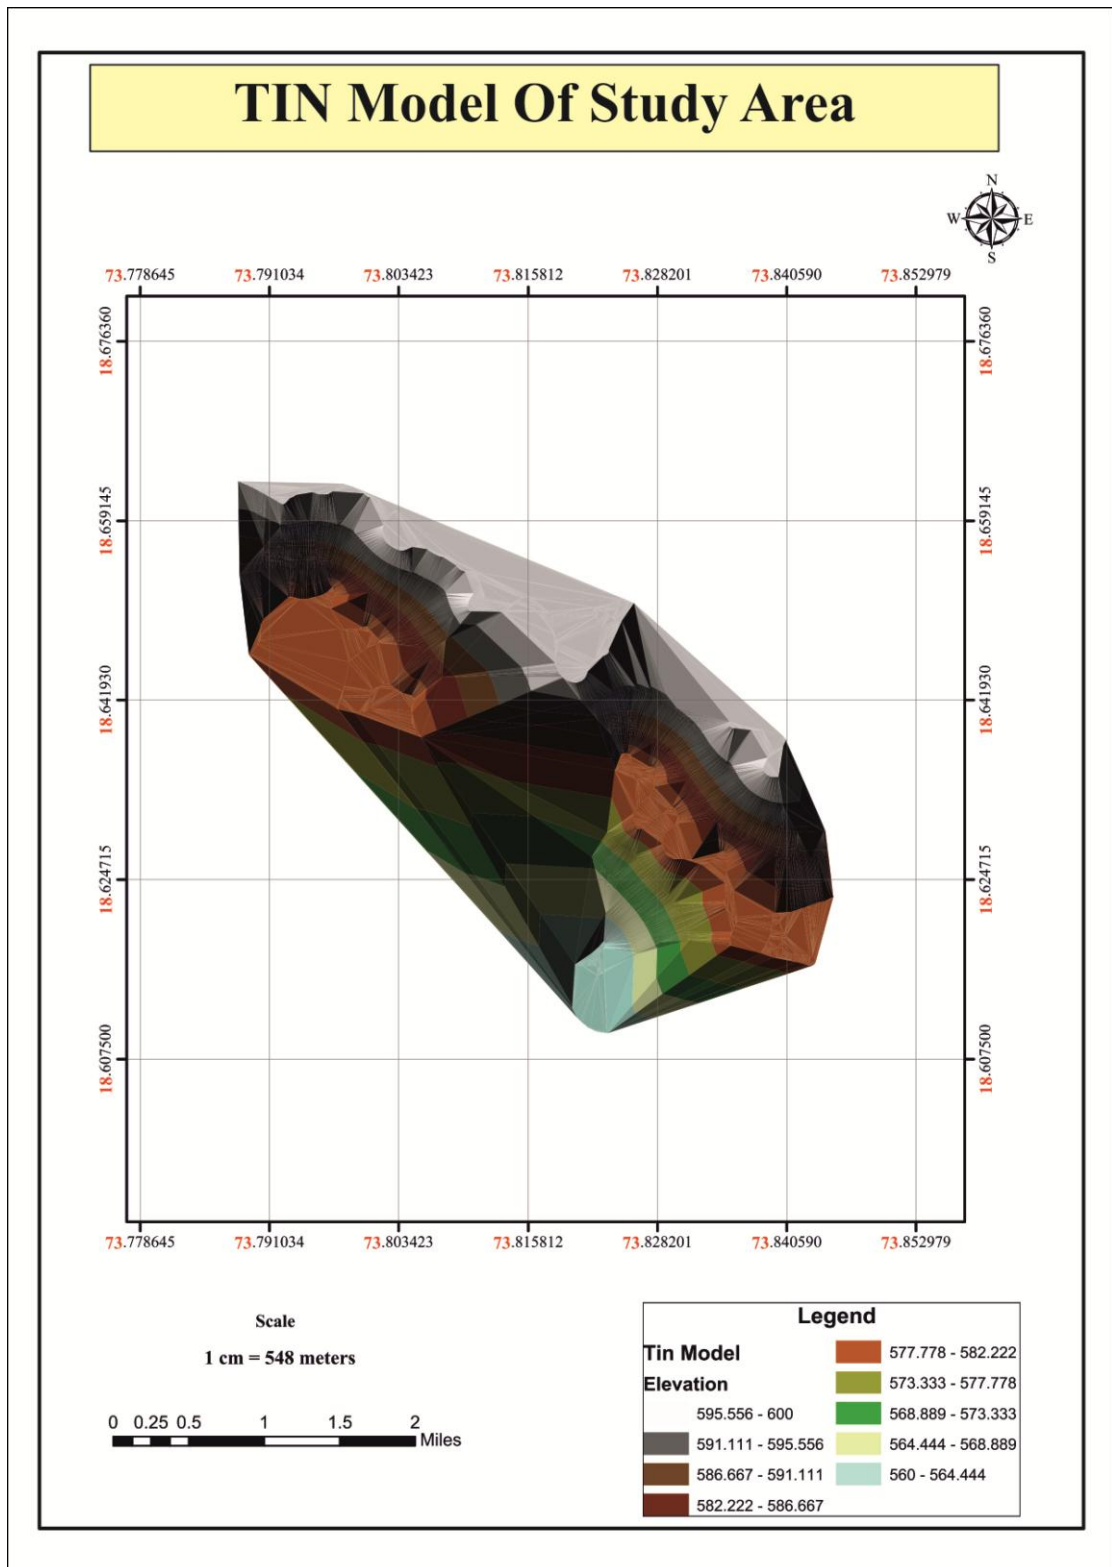 TIN Model Of Study Area
N
W E
S
73.778645 73.791034 73.803423 73.815812 73.828201 73.840590 73.852979
18.676360 18.676360
18.659145 18.659145
18.641930 18.641930
18.624715 18.624715
18.607500 18.607500
73.778645 73.791034 73.803423 73.815812 73.828201 73.840590 73.852979
Scale
1 cm = 548 meters
0 0.25 0.5 1 1.5 2
Miles
Legend
Tin Model
Elevation
595.556 - 600
591.111 - 595.556
586.667 - 591.111
582.222 - 586.667
577.778 - 582.222
573.333 - 577.778
568.889 - 573.333
564.444 - 568.889
560 - 564.444